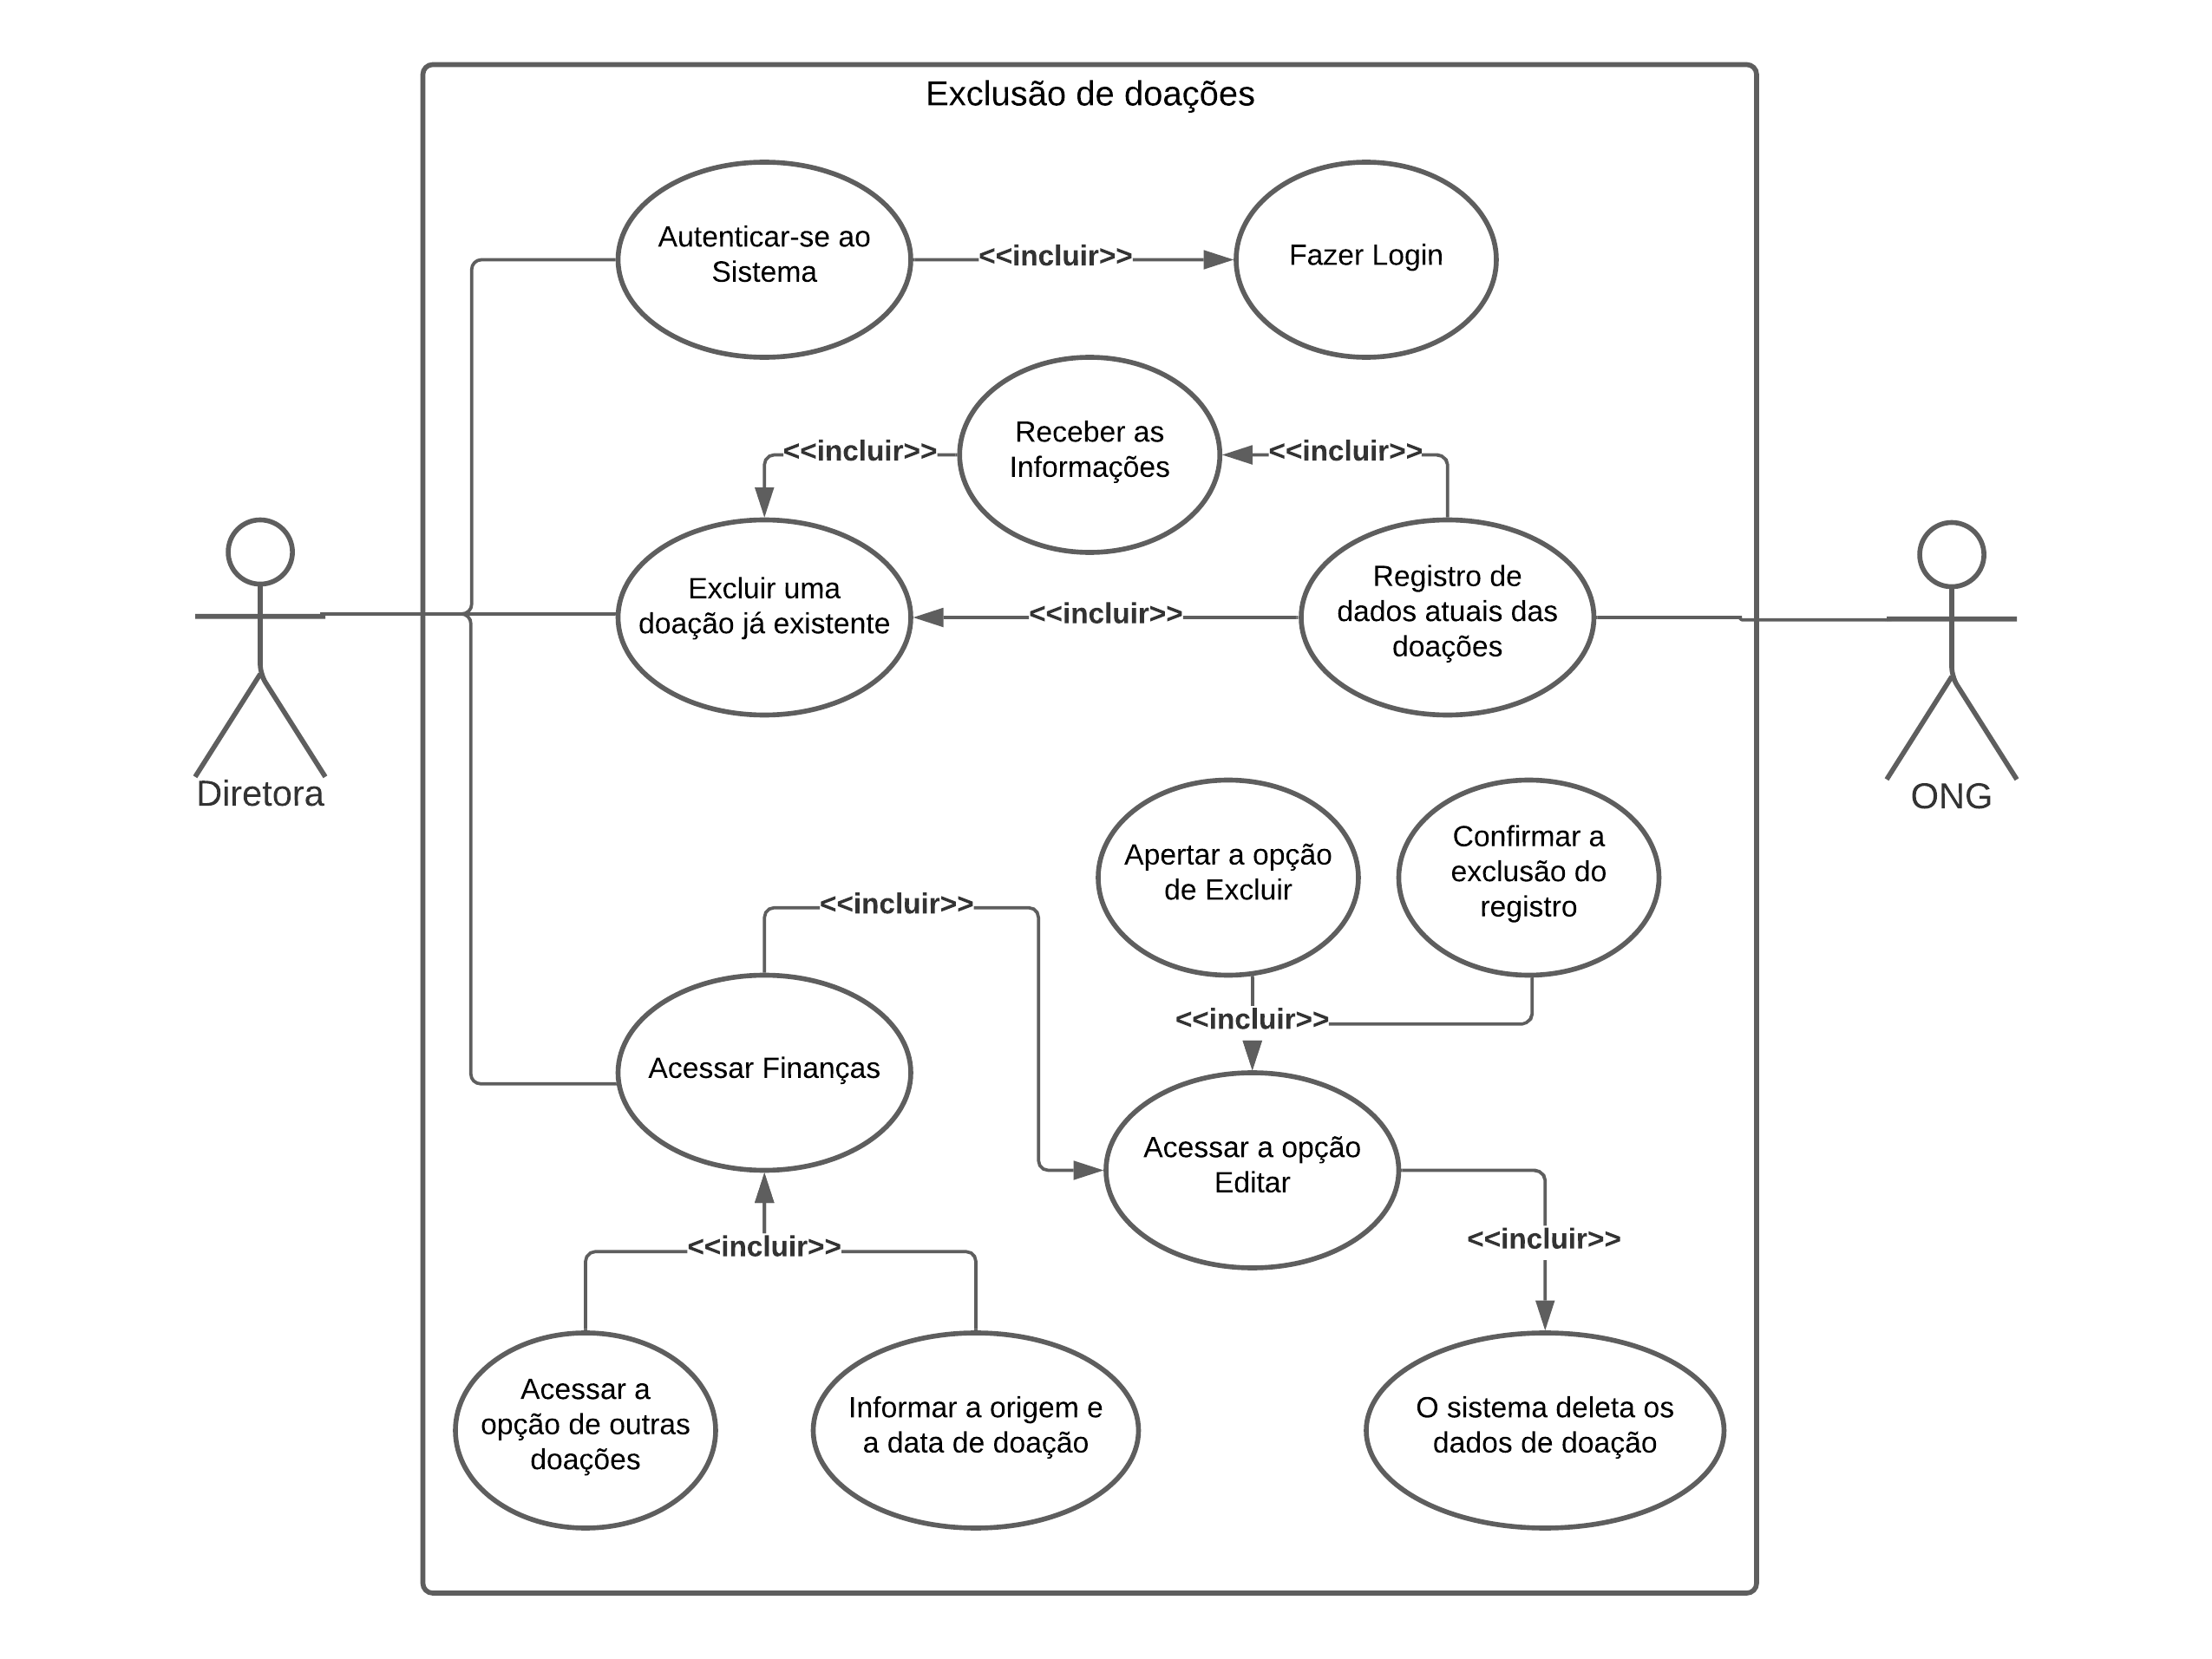 Exclusão de doações
Autenticar-se ao
Sistema
<<incluir>>
Fazer Login
Receber as
Informações
<<incluir>>
<<incluir>>
Excluir uma
doação já existente
<<incluir>>
Registro de
dados atuais das
doações
Diretora
ONG
Apertar a opção
de Excluir
Confirmar a
exclusão do
registro
<<incluir>>
<<incluir>>
Acessar Finanças
Acessar a opção
Editar
<<incluir>>
<<incluir>>
Acessar a
opção de outras
doações
Informar a origem e
a data de doação
O sistema deleta os
dados de doação